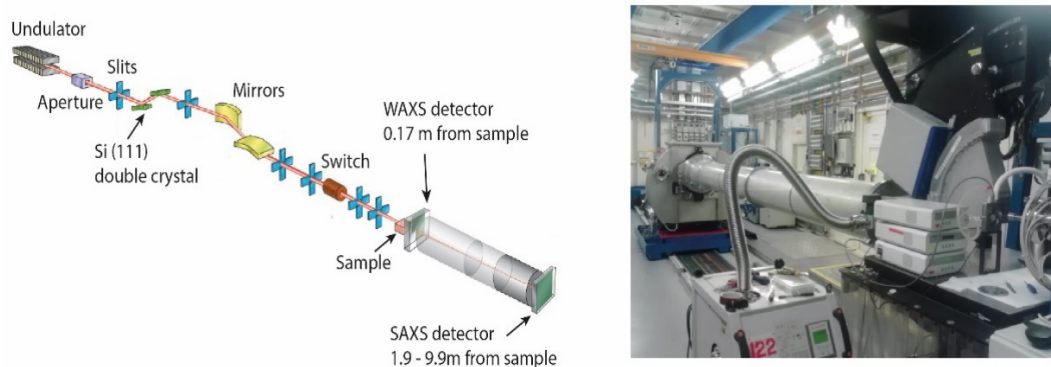 Undulator
Slits
Aperture
Mirrors
Si (111)
double crystal
WAXS detector
0.17 m from sample
Switch
Sample
SAXS detector
1.9 - 9.9m from sample
I22